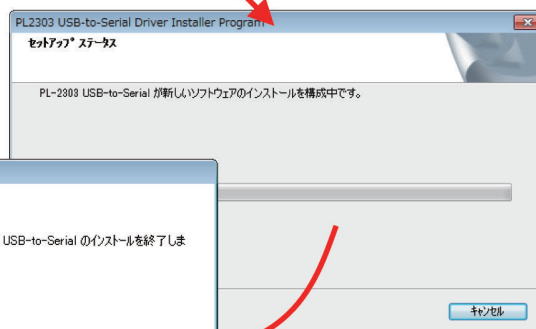 PL2303 USB-to-Serial Driver Installer Program
セットアップ ステータス
PL-2303 USB-to-Serial が新しいソフトウェアのインストールを構成中です。
USB-to-Serial のインストールを終了しま
キャンセル